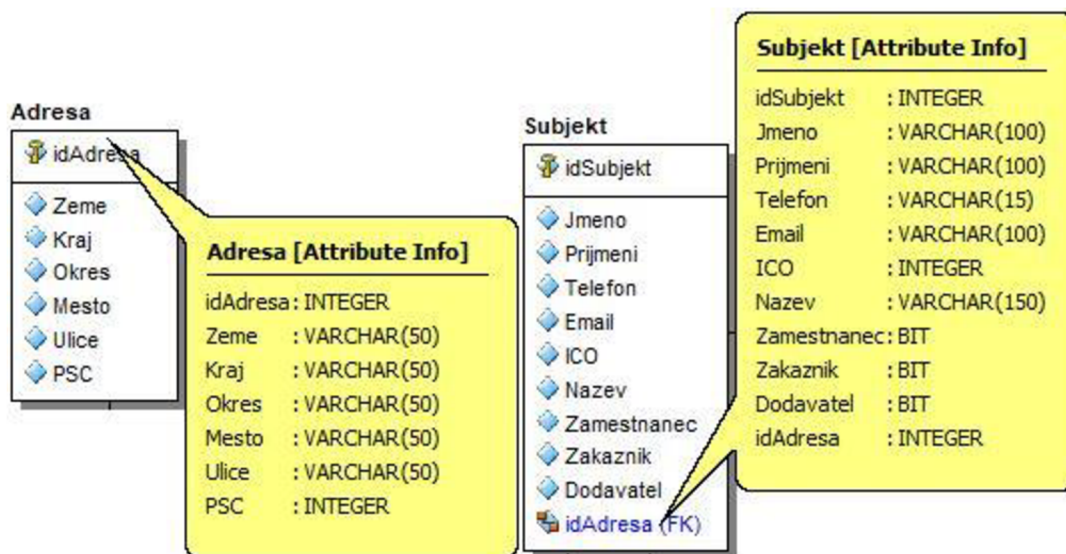 Adresa
idAdresa
Zeme
Kraj
Okres
Mesto
Ulice
PSC
Adresa [Attribute Info]
idAdresa: INTEGER
Zeme : VARCHAR(50)
Kraj : VARCHAR(50)
Okres : VARCHAR(50)
Mesto : VARCHAR(50)
Ulice : VARCHAR(50)
PSC : INTEGER
Subjekt
idSubjekt
Jmeno
Prijmeni
Telefon
Email
ICO
Nazev
Zamestnanec
Zakaznik
Dodavatel
idAdresa (FK)
Subjekt [Attribute Info]
idSubjekt : INTEGER
Jmeno : VARCHAR(100)
Prijmeni : VARCHAR(100)
Telefon : VARCHAR(15)
Email : VARCHAR(100)
ICO : INTEGER
Nazev : VARCHAR(150)
Zamestnanec: BIT
Zakaznik : BIT
Dodavatel : BIT
idAdresa : INTEGER